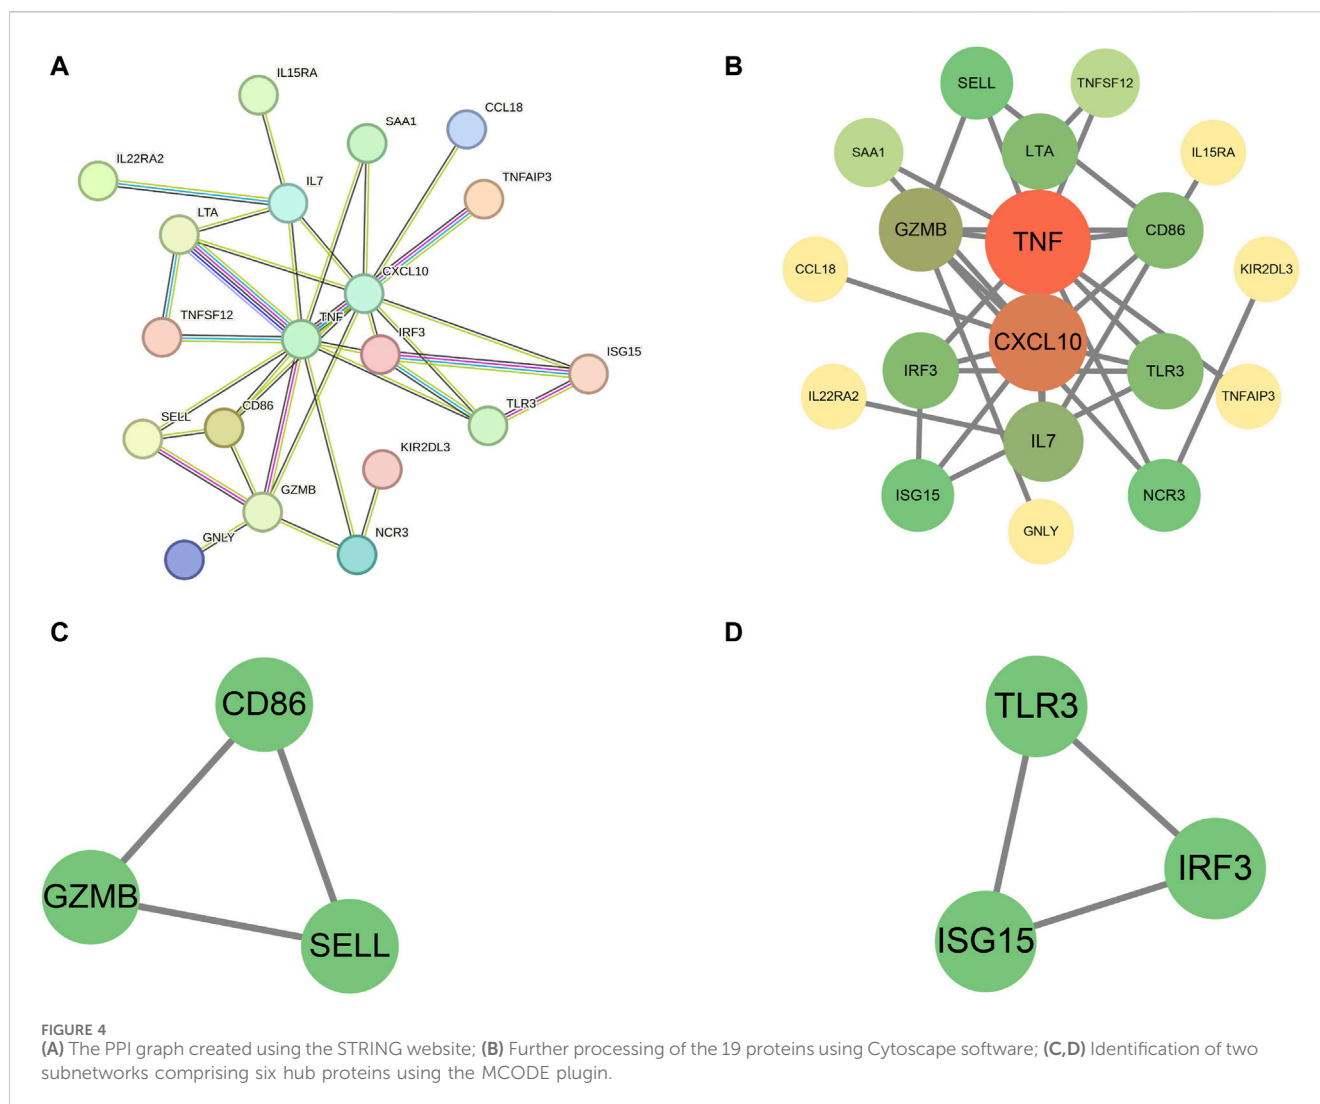 A
IL15RA
SAA1
CCL18
IL22RA2
IL7
TNFAIP3
LTA
CXCL10
TNFSF12
TNF
IRF3
ISG15
TLR3
CD86
SELL
KIR2DL3
GZMB
GNLY
NCR3
B
SELL
TNFSF12
SAA1
LTA
IL15RA
GZMB
TNF
CD86
CCL18
KIR2DL3
CXCL10
IRF3
TLR3
IL22RA2
TNFAIP3
IL7
ISG15
NCR3
GNLY
C
CD86
GZMB
SELL
D
TLR3
IRF3
ISG15
FIGURE 4
(A) The PPI graph created using the STRING website; (B) Further processing of the 19 proteins using Cytoscape software; (C,D) Identification of two
subnetworks comprising six hub proteins using the MCODE plugin.